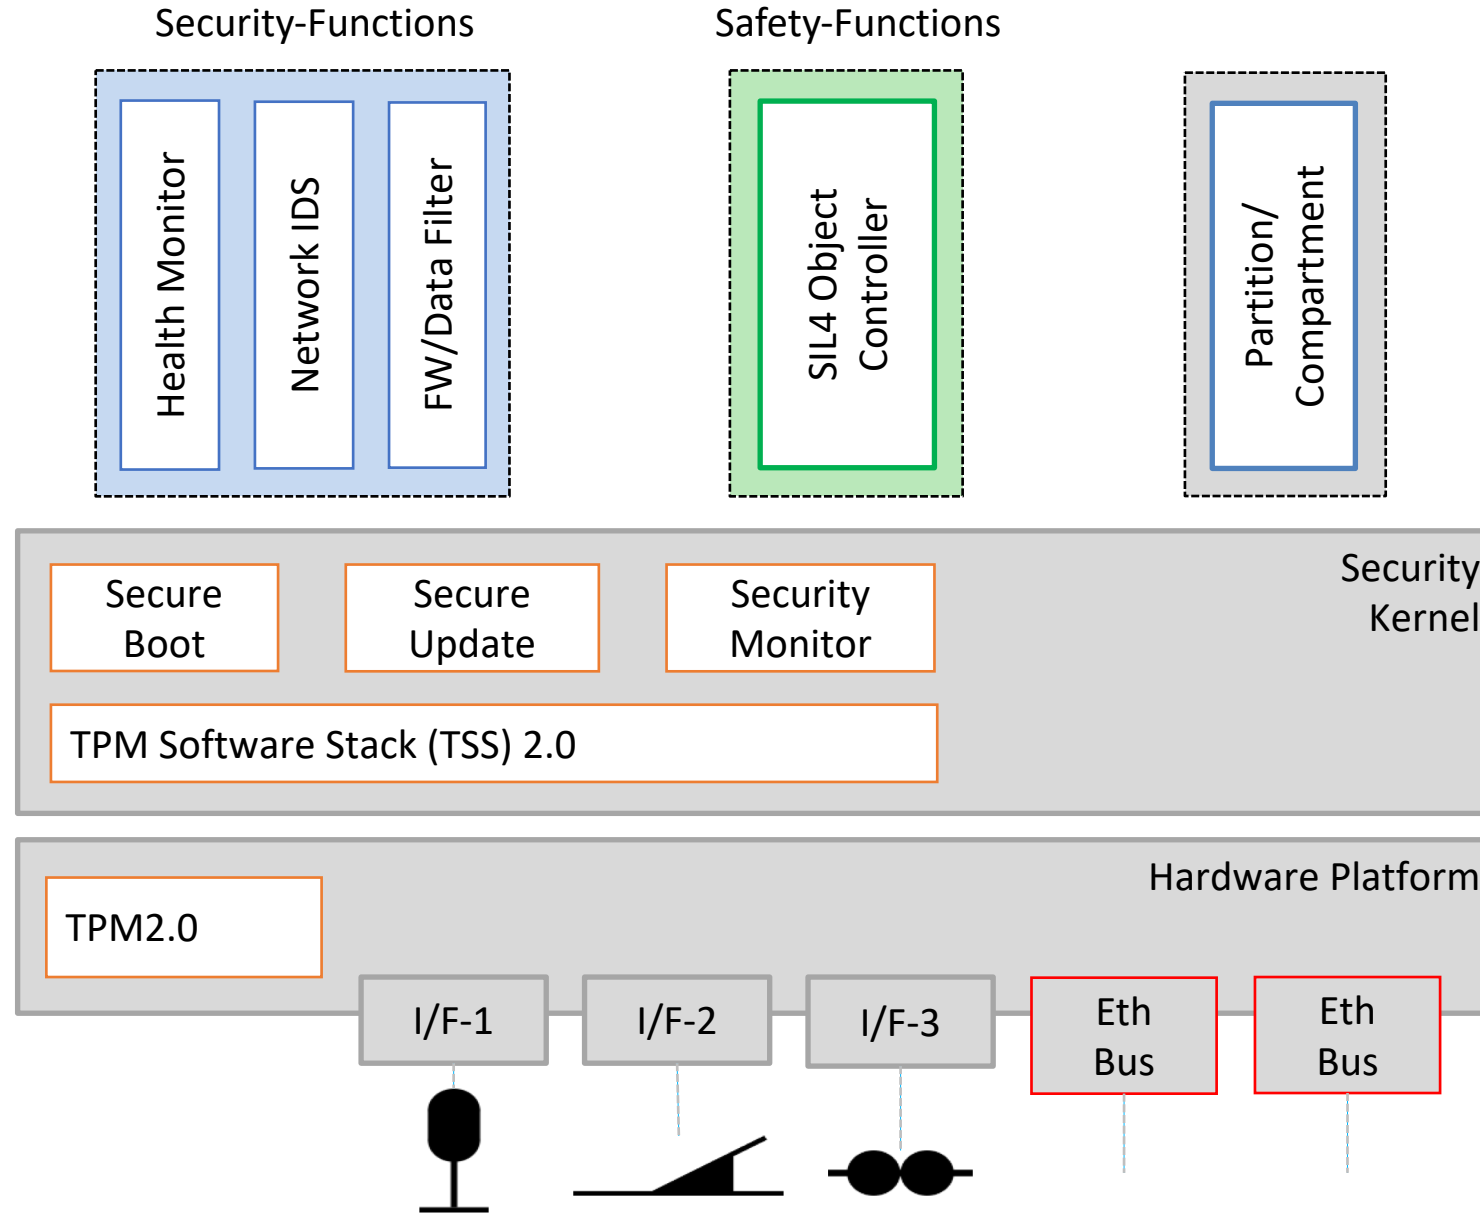 Security-Functions
Safety-Functions
Health Monitor
Network IDS
FW/Data Filter
SIL4 Object
Controller
Partition/
Compartment
Security
Kernel
Secure
Boot
Secure
Update
Security
Monitor
TPM Software Stack (TSS) 2.0
Hardware Platform
TPM2.0
I/F-1
I/F-2
I/F-3
Eth
Bus
Eth
Bus